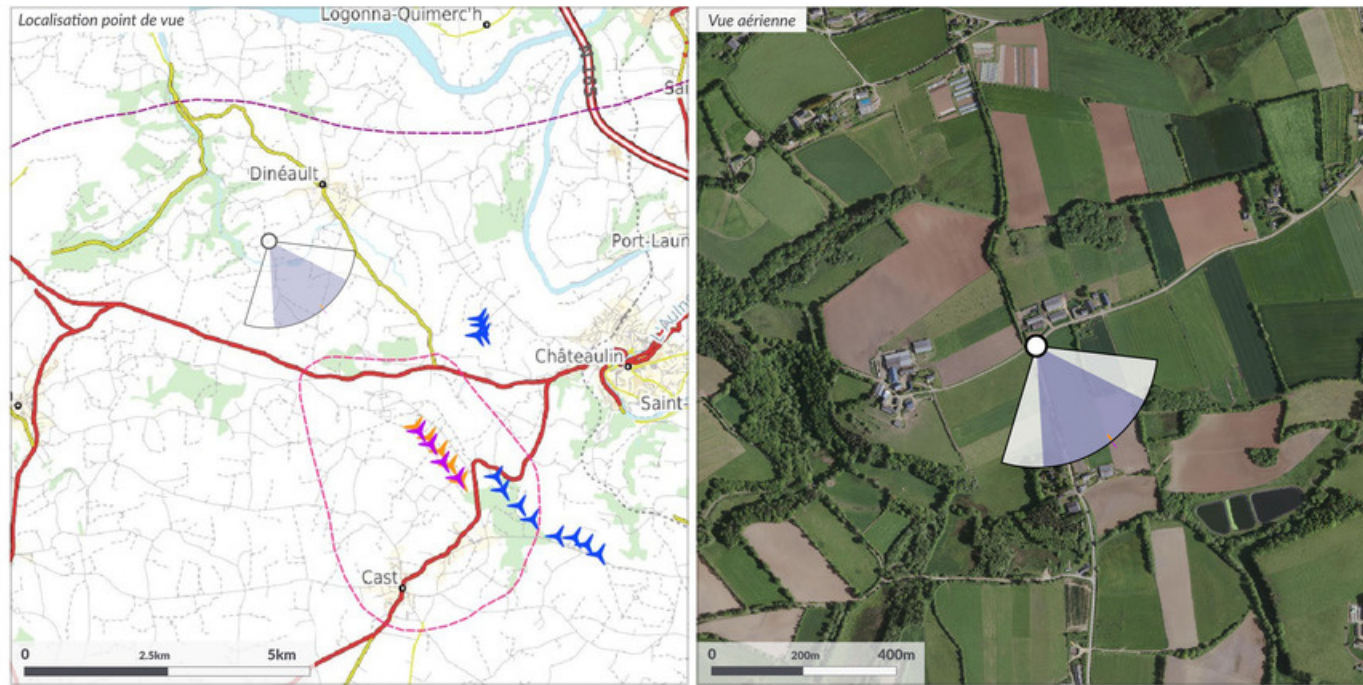 Localisation point de vue
Logonna-Quimerc'h
Dinéault
Port-Laun
Châteaulin
L'Aulne
Saint-
Cast
0 2.5km 5km
Vue aérienne
0 200m 400m